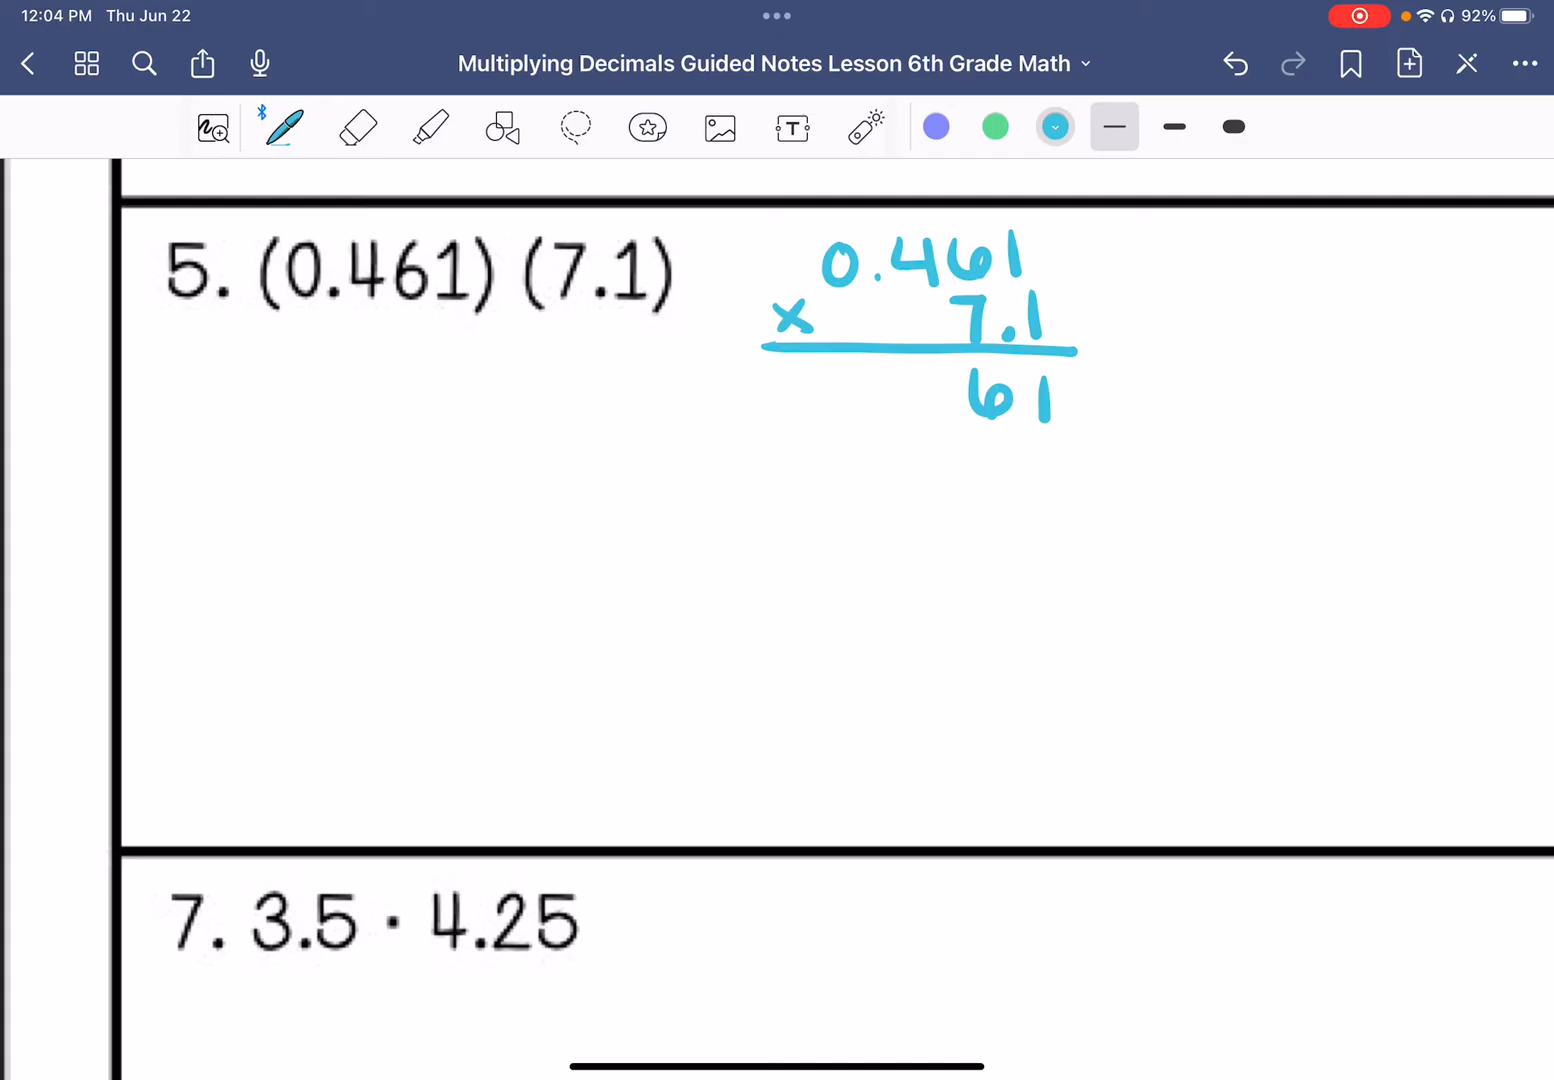 12:04 PM Thu Jun 22
92%
Multiplying Decimals Guided Notes Lesson 6th Grade Math
T
5. (0.461) (7.1)
0.461
x 7.1
61
7. 3.5 · 4.25